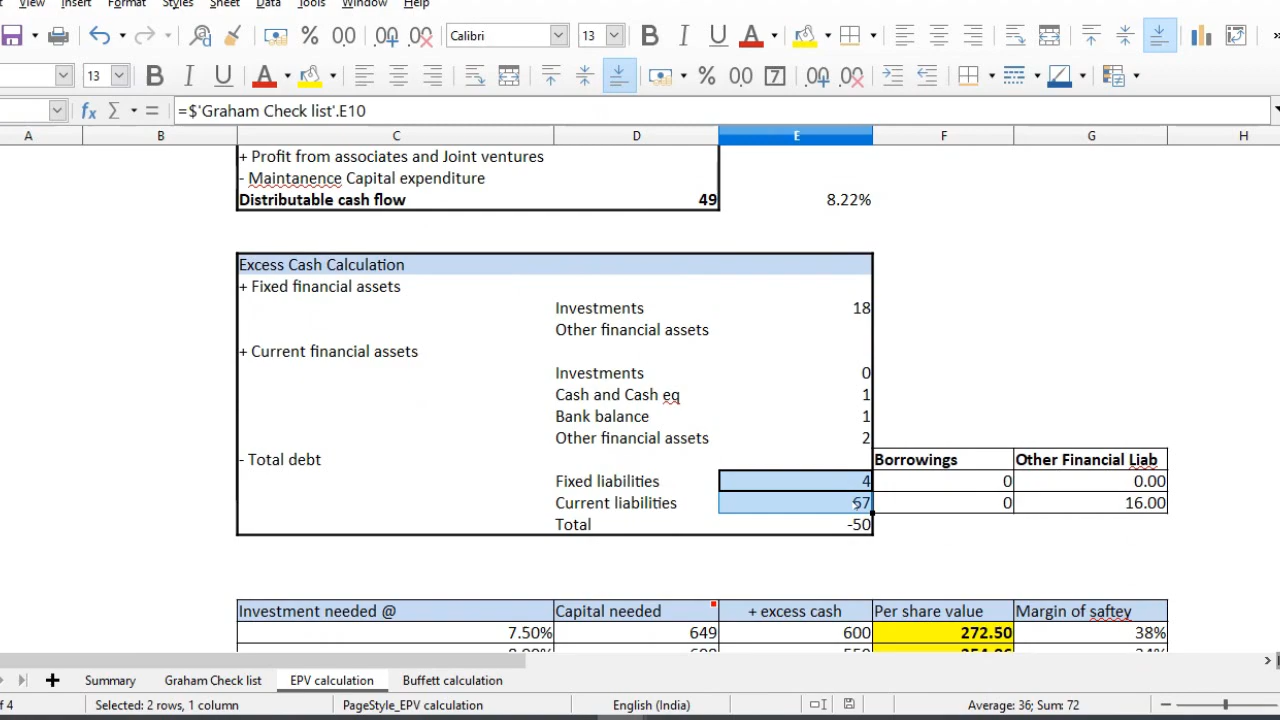 View Insert Format Styles Sheet Data Tools Window Help
Calibri 13
13
=$'Graham Check list'.E10
A B C D E F G H
+ Profit from associates and Joint ventures
- Maintanence Capital expenditure
Distributable cash flow 49 8.22%
Excess Cash Calculation
+ Fixed financial assets
Investments 18
Other financial assets
+ Current financial assets
Investments 0
Cash and Cash eq 1
Bank balance 1
Other financial assets 2
- Total debt Borrowings Other Financial Liab
Fixed liabilities 4 0 0.00
Current liabilities 67 0 16.00
Total -50
Investment needed @ Capital needed + excess cash Per share value Margin of saftey
7.50% 649 600 272.50 38%
Summary Graham Check list EPV calculation Buffett calculation
of 4 Selected: 2 rows, 1 column PageStyle_EPV calculation English (India) Average: 36; Sum: 72